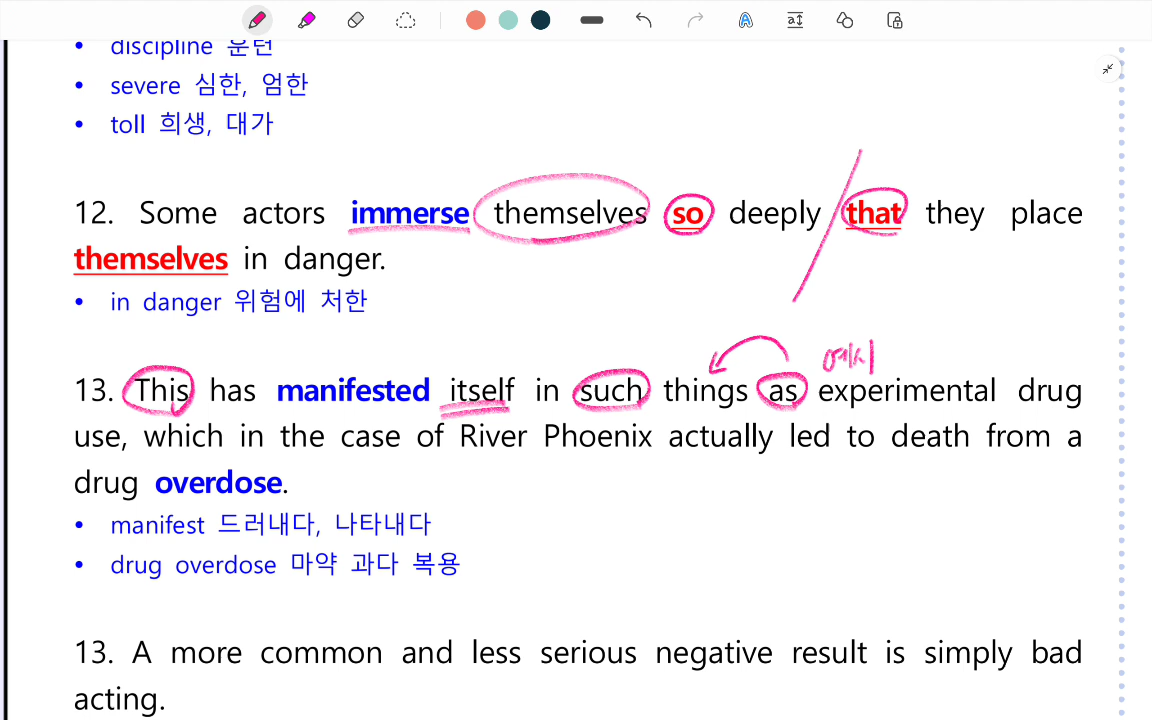 • discipline 훈련
• severe 심한, 엄한
• toll 희생, 대가
12. Some actors immerse themselves so deeply that they place
themselves in danger.
• in danger 위험에 처한
예시
13. This has manifested itself in such things as experimental drug
use, which in the case of River Phoenix actually led to death from a
drug overdose.
• manifest 드러내다, 나타내다
• drug overdose 마약 과다 복용
13. A more common and less serious negative result is simply bad
acting.